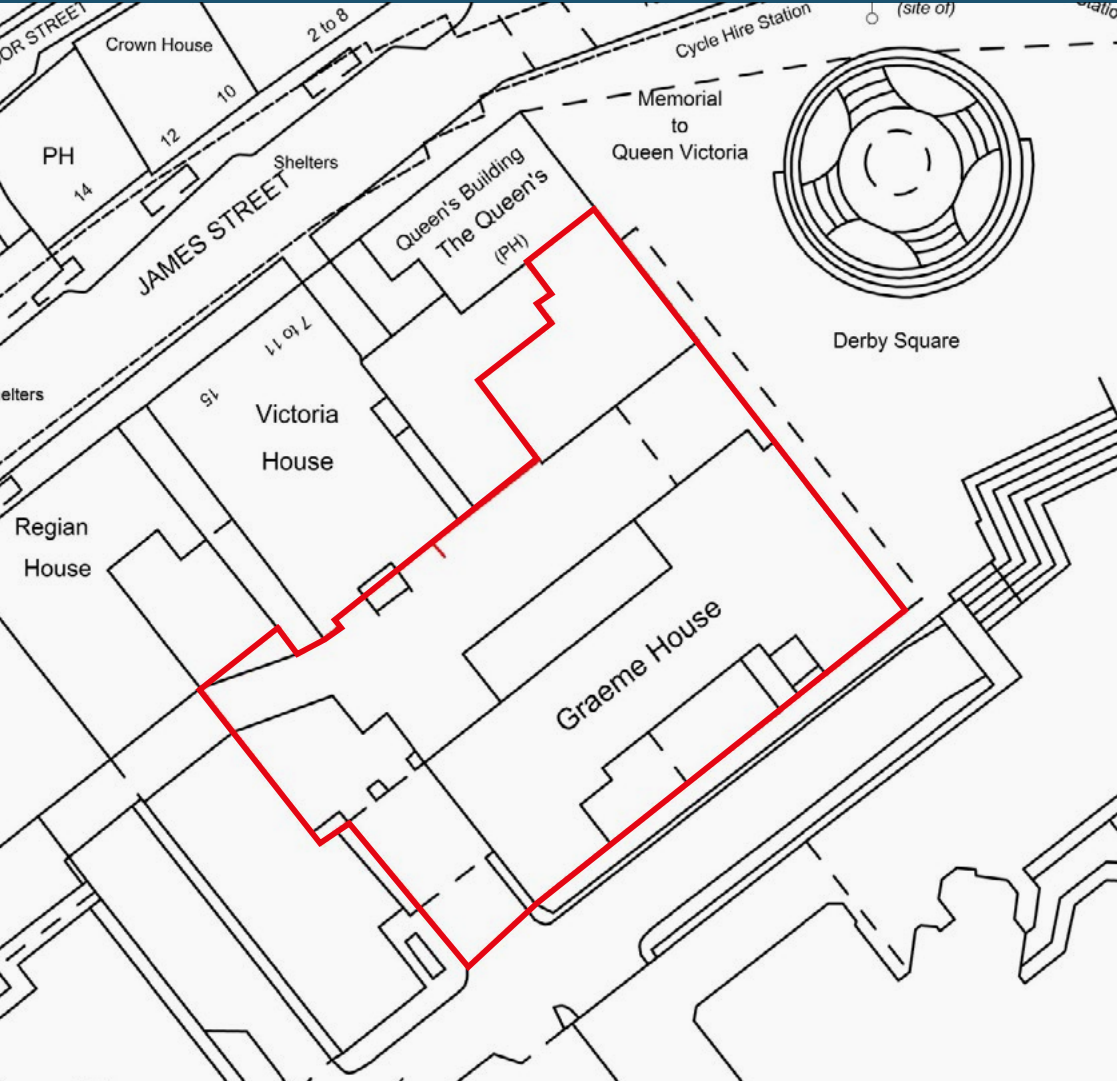 Crown House
2 to 8
10
12
PH
14
Shelters
JAMES STREET
Cycle Hire Station
(site of)
Memorial
to
Queen Victoria
Queen's Building
The Queen's
(PH)
Derby Square
7 to 11
15
Victoria
House
Regian
House
Graeme House